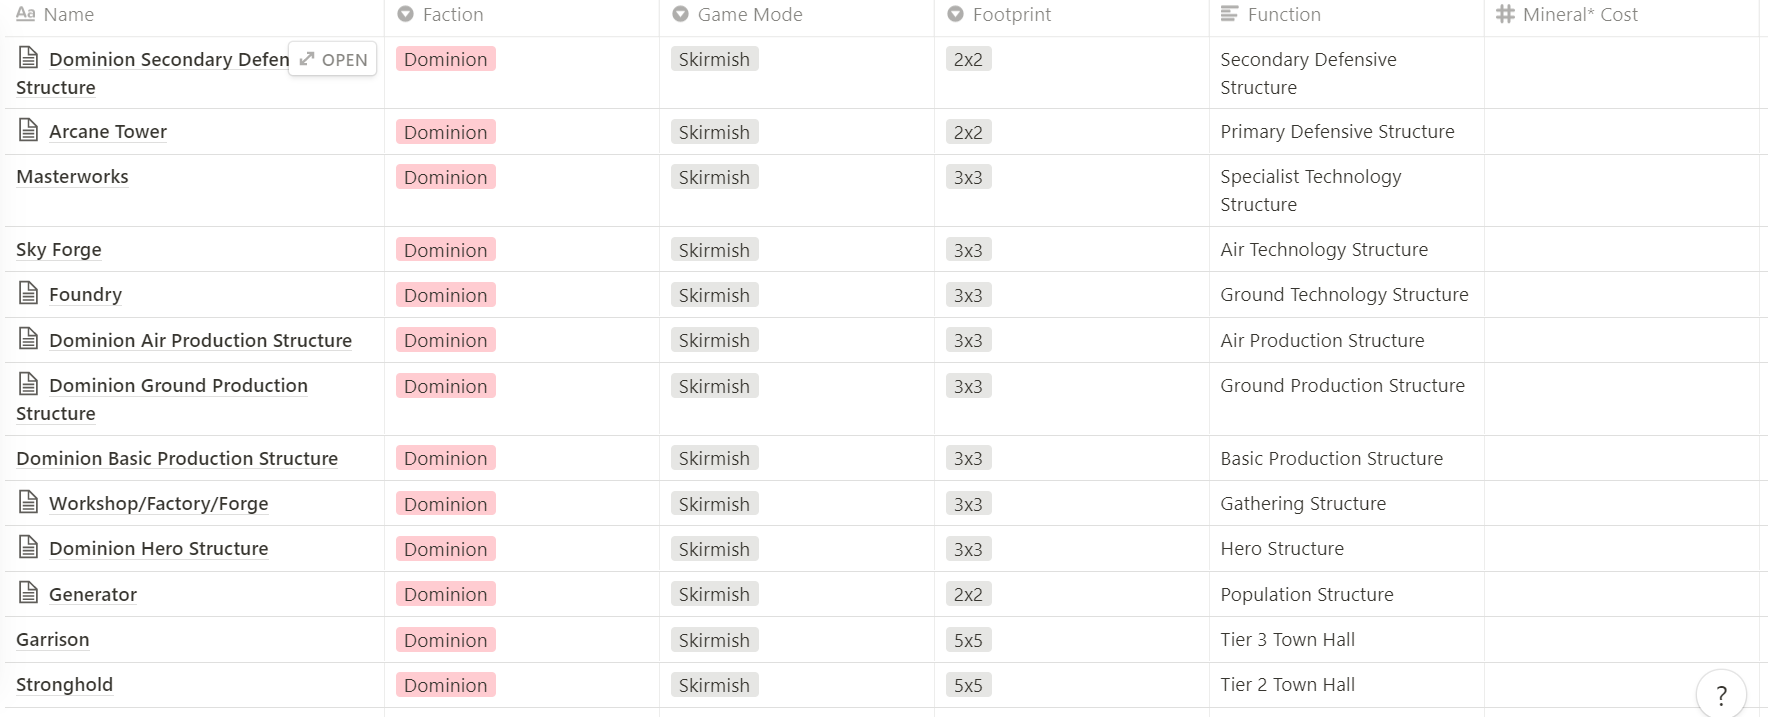 Aa Name Faction Game Mode Footprint Function # Mineral* Cost
Dominion Secondary Defen OPEN Dominion Skirmish 2x2 Secondary Defensive
Structure Structure
Arcane Tower Dominion Skirmish 2x2 Primary Defensive Structure
Masterworks Dominion Skirmish 3x3 Specialist Technology
Structure
Sky Forge Dominion Skirmish 3x3 Air Technology Structure
Foundry Dominion Skirmish 3x3 Ground Technology Structure
Dominion Air Production Structure Dominion Skirmish 3x3 Air Production Structure
Dominion Ground Production Dominion Skirmish 3x3 Ground Production Structure
Structure
Dominion Basic Production Structure Dominion Skirmish 3x3 Basic Production Structure
Workshop/Factory/Forge Dominion Skirmish 3x3 Gathering Structure
Dominion Hero Structure Dominion Skirmish 3x3 Hero Structure
Generator Dominion Skirmish 2x2 Population Structure
Garrison Dominion Skirmish 5x5 Tier 3 Town Hall
Stronghold Dominion Skirmish 5x5 Tier 2 Town Hall
?